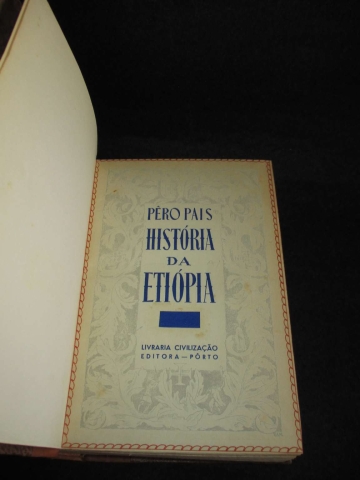 PÊRO PAIS
HISTÓRIA
DA
ETIÓPIA
LIVRARIA CIVILIZAÇÃO
EDITORA — PÔRTO